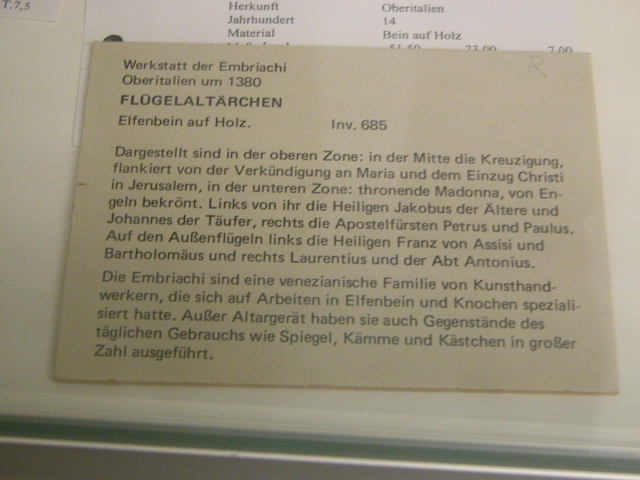 T.7,5
Herkunft Oberitalien
Jahrhundert 14
Material Bein auf Holz
R
Werkstatt der Embriachi
Oberitalien um 1380
FLÜGELALTÄRCHEN
Elfenbein auf Holz. Inv. 685
Dargestellt sind in der oberen Zone: in der Mitte die Kreuzigung,
flankiert von der Verkündigung an Maria und dem Einzug Christi
in Jerusalem, in der unteren Zone: thronende Madonna, von En-
geln bekrönt. Links von ihr die Heiligen Jakobus der Ältere und
Johannes der Täufer, rechts die Apostelfürsten Petrus und Paulus.
Auf den Außenflügeln links die Heiligen Franz von Assisi und
Bartholomäus und rechts Laurentius und der Abt Antonius.
Die Embriachi sind eine venezianische Familie von Kunsthand-
werkern, die sich auf Arbeiten in Elfenbein und Knochen speziali-
siert hatte. Außer Altargerät haben sie auch Gegenstände des
täglichen Gebrauchs wie Spiegel, Kämme und Kästchen in großer
Zahl ausgeführt.